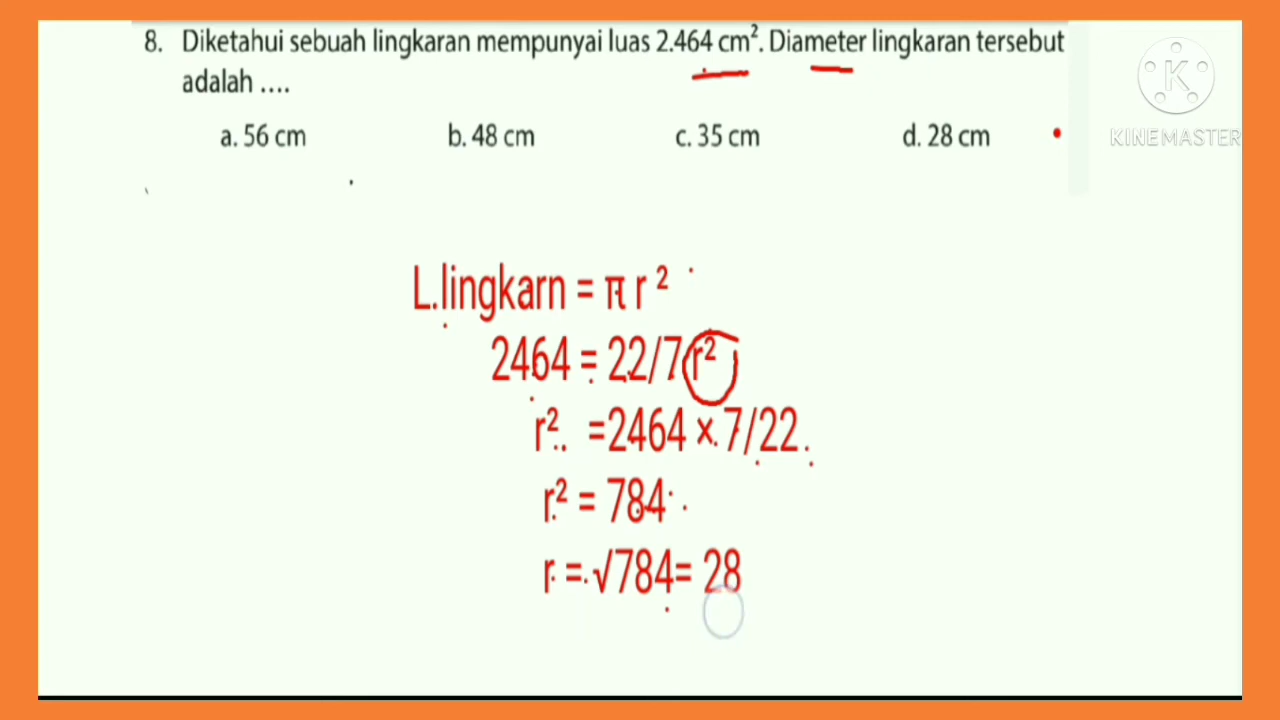 8. Diketahui sebuah lingkaran mempunyai luas 2.464 cm². Diameter lingkaran tersebut
adalah ....
a. 56 cm b. 48 cm c. 35 cm d. 28 cm
K
KINEMASTER
L.lingkarn = π r ²
2464 = 22/7 r²
r² =2464 × 7/22
r² = 784
r = √784= 28